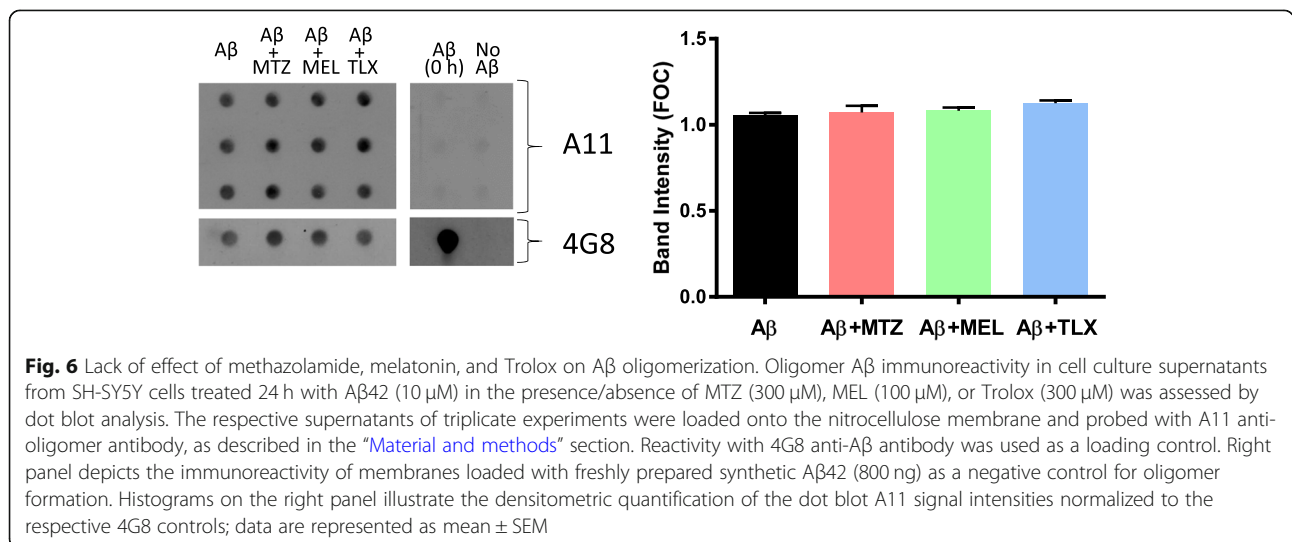 Aβ
Aβ
+
MTZ
Aβ
+
MEL
Aβ
+
TLX
Aβ
(0 h)
No
Aβ
A11
4G8
Band Intensity (FOC)
1.5
1.0
0.5
0.0
Aβ Aβ+MTZ Aβ+MEL Aβ+TLX
Fig. 6 Lack of effect of methazolamide, melatonin, and Trolox on Aβ oligomerization. Oligomer Aβ immunoreactivity in cell culture supernatants
from SH-SY5Y cells treated 24 h with Aβ42 (10 μM) in the presence/absence of MTZ (300 μM), MEL (100 μM), or Trolox (300 μM) was assessed by
dot blot analysis. The respective supernatants of triplicate experiments were loaded onto the nitrocellulose membrane and probed with A11 anti-
oligomer antibody, as described in the “Material and methods” section. Reactivity with 4G8 anti-Aβ antibody was used as a loading control. Right
panel depicts the immunoreactivity of membranes loaded with freshly prepared synthetic Aβ42 (800 ng) as a negative control for oligomer
formation. Histograms on the right panel illustrate the densitometric quantification of the dot blot A11 signal intensities normalized to the
respective 4G8 controls; data are represented as mean ± SEM